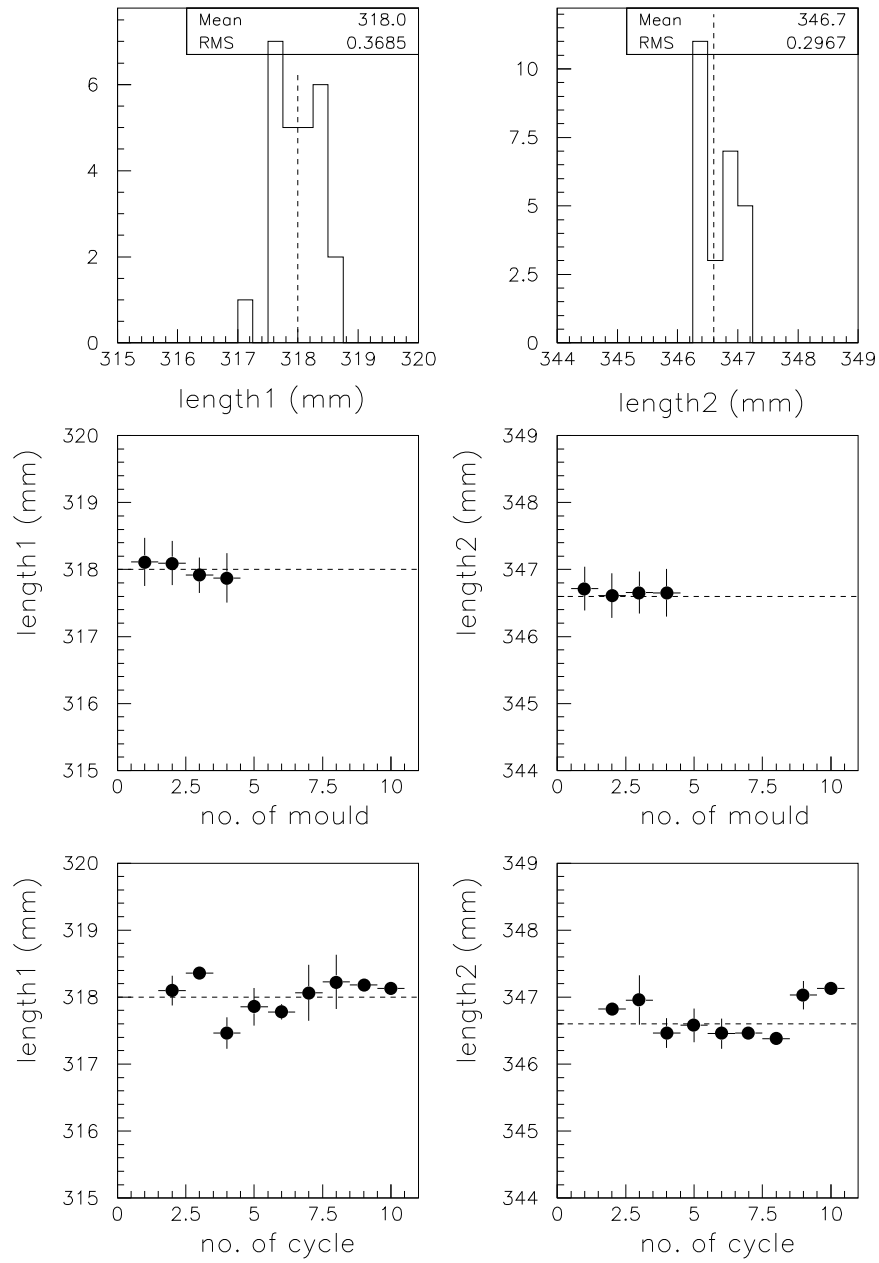 Mean 318.0
RMS 0.3685
6
4
2
0
315 316 317 318 319 320
length1 (mm)
Mean 346.7
RMS 0.2967
10
7.5
5
2.5
0
344 345 346 347 348 349
length2 (mm)
320
319
318
317
316
315
length1 (mm)
0 2.5 5 7.5 10
no. of mould
349
348
347
346
345
344
length2 (mm)
0 2.5 5 7.5 10
no. of mould
320
319
318
317
316
315
length1 (mm)
0 2.5 5 7.5 10
no. of cycle
349
348
347
346
345
344
length2 (mm)
0 2.5 5 7.5 10
no. of cycle